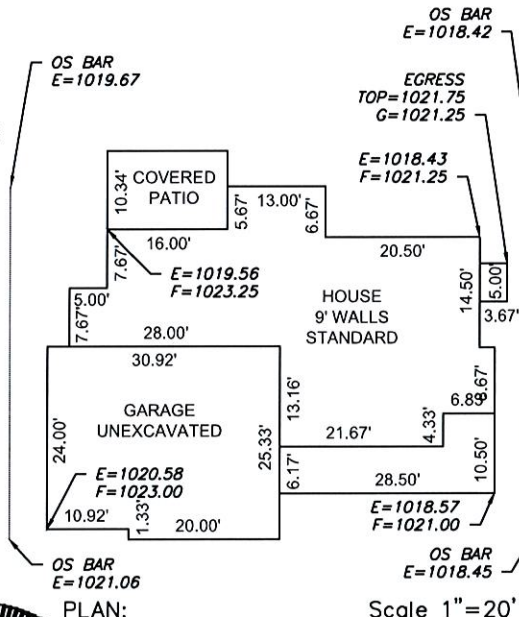 OS BAR
E=1018.42
OS BAR
E=1019.67
EGRESS
TOP=1021.75
G=1021.25
E=1018.43
F=1021.25
COVERED
PATIO
10.34'
5.67'
13.00'
6.67'
16.00'
7.67'
20.50'
E=1019.56
F=1023.25
5.00'
7.67'
HOUSE
9' WALLS
STANDARD
14.50'
5.00'
3.67'
28.00'
30.92'
GARAGE
UNEXCAVATED
24.00'
25.33'
13.16'
21.67'
4.33'
6.83'
6.67'
10.50'
6.17'
28.50'
E=1020.58
F=1023.00
10.92'
1.33'
20.00'
E=1018.57
F=1021.00
OS BAR
E=1021.06
OS BAR
E=1018.45
PLAN:
Scale 1"=20'